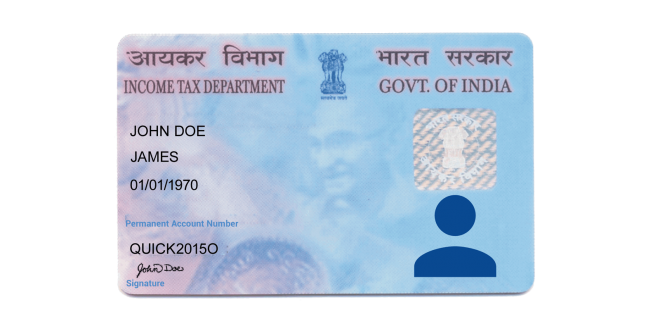 आयकर विभाग भारत सरकार
INCOME TAX DEPARTMENT GOVT. OF INDIA
JOHN DOE
JAMES
01/01/1970
Permanent Account Number
QUICK2015O
John Doe
Signature